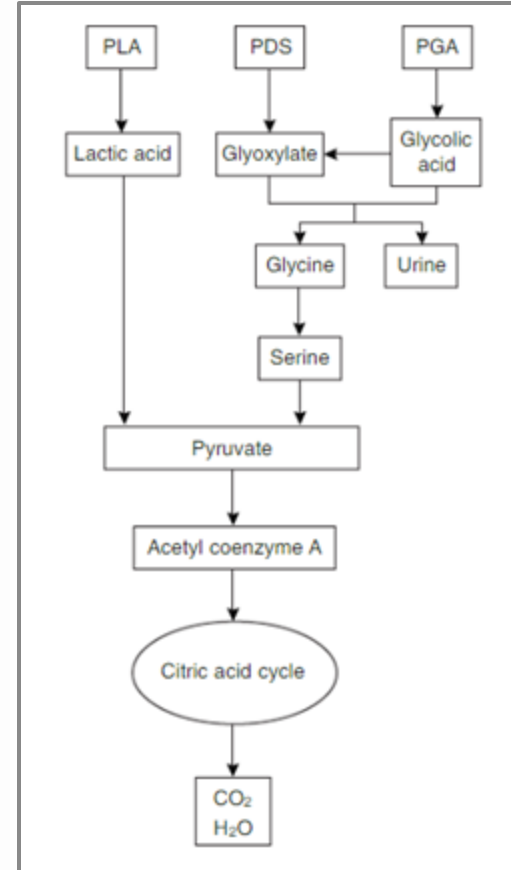 PLA
PDS
PGA
Lactic acid
Glyoxylate
Glycolic
acid
Glycine
Urine
Serine
Pyruvate
Acetyl coenzyme A
Citric acid cycle
CO₂
H₂O